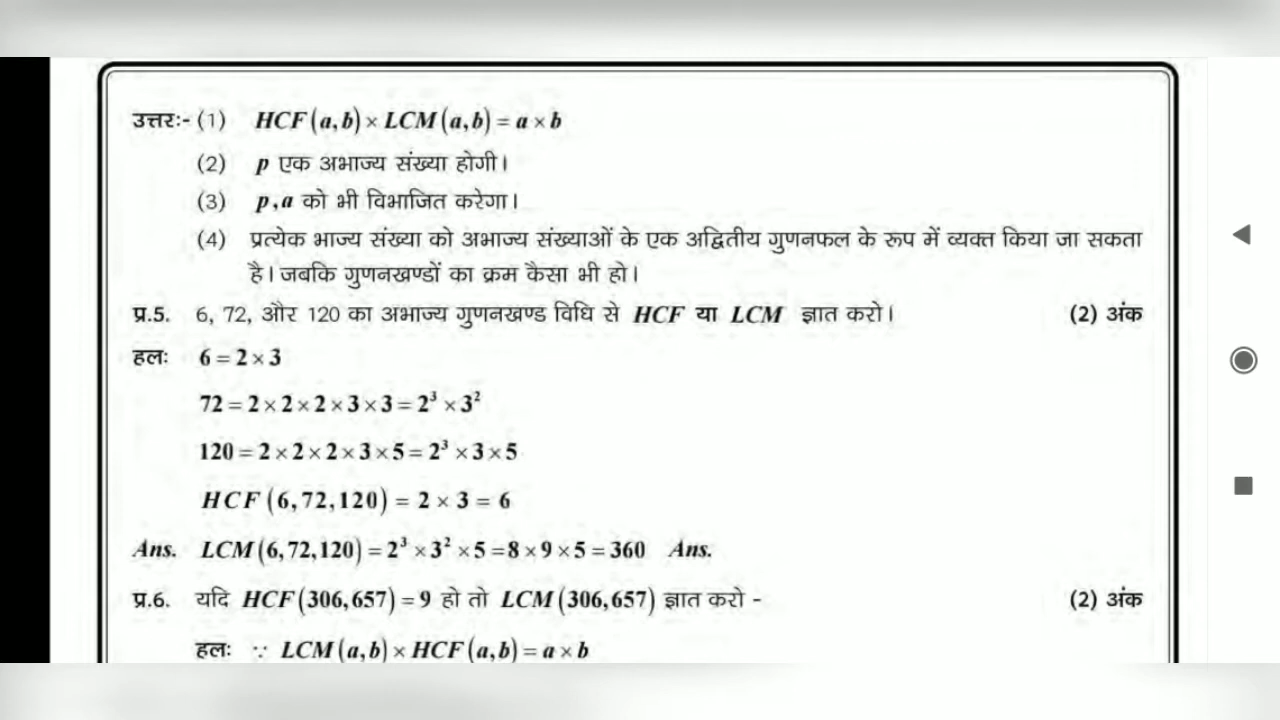 उत्तरः- (1) HCF(a,b) × LCM(a,b) = a × b
(2) p एक अभाज्य संख्या होगी।
(3) p,a को भी विभाजित करेगा।
(4) प्रत्येक भाज्य संख्या को अभाज्य संख्याओं के एक अद्वितीय गुणनफल के रूप में व्यक्त किया जा सकता
है। जबकि गुणनखण्डों का क्रम कैसा भी हो।
प्र.5. 6, 72, और 120 का अभाज्य गुणनखण्ड विधि से HCF या LCM ज्ञात करो। (2) अंक
हलः 6 = 2 × 3
72 = 2 × 2 × 2 × 3 × 3 = 2³ × 3²
120 = 2 × 2 × 2 × 3 × 5 = 2³ × 3 × 5
HCF (6,72,120) = 2 × 3 = 6
Ans. LCM (6,72,120) = 2³ × 3² × 5 = 8 × 9 × 5 = 360 Ans.
प्र.6. यदि HCF (306,657) = 9 हो तो LCM (306,657) ज्ञात करो - (2) अंक
हलः ∵ LCM (a,b) × HCF (a,b) = a × b